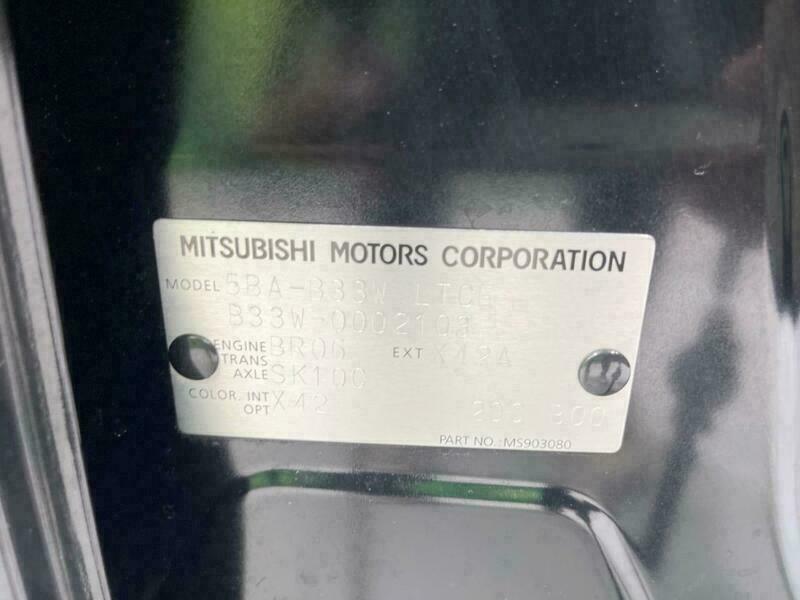 MITSUBISHI MOTORS CORPORATION
MODEL 5BA-B33W LTCG
B33W-0002103
ENGINE BR06 EXT X42A
TRANS
AXLE SK100
COLOR, INT X42
OPT
PART NO.: MS903080